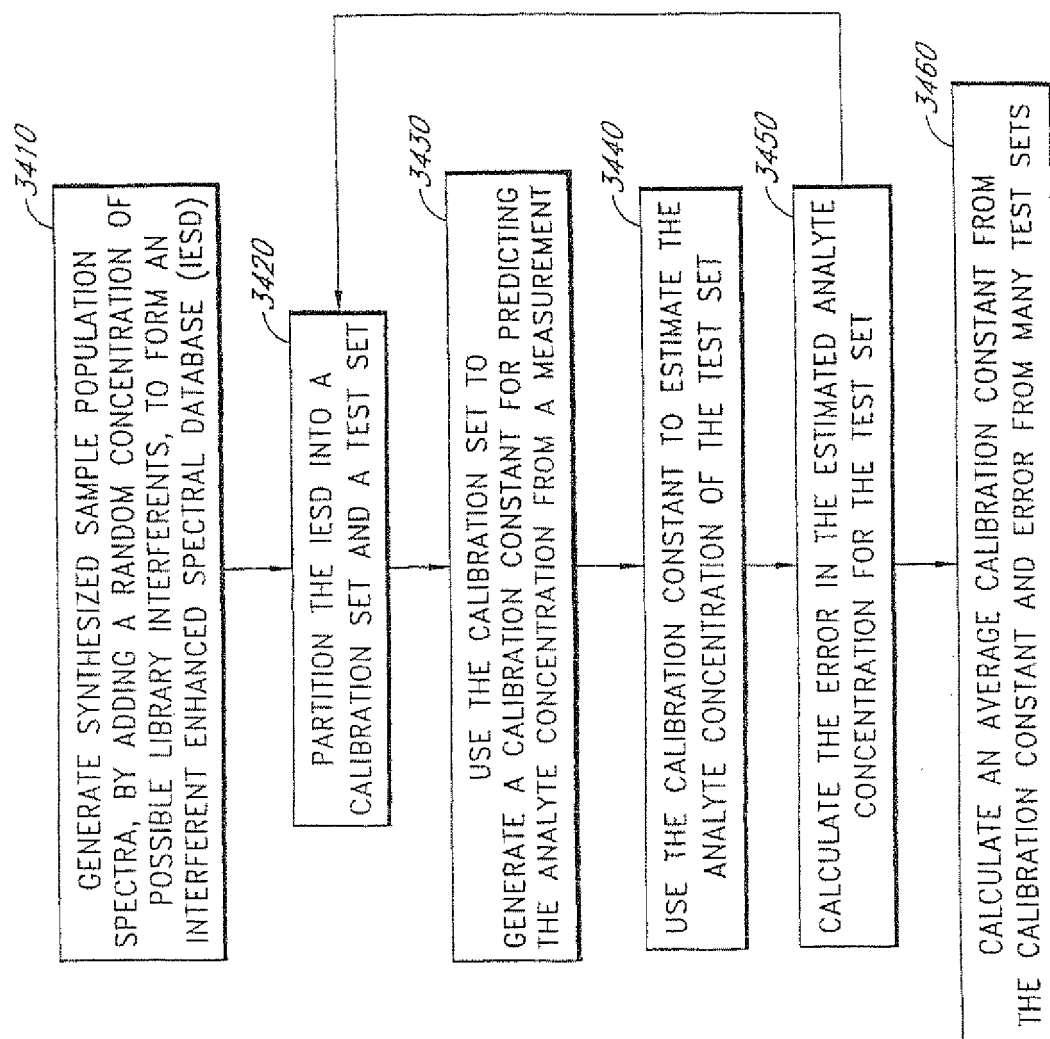 3410
GENERATE SYNTHESIZED SAMPLE POPULATION
SPECTRA, BY ADDING A RANDOM CONCENTRATION OF
POSSIBLE LIBRARY INTERFERENTS, TO FORM AN
INTERFERENT ENHANCED SPECTRAL DATABASE (IESD)
3420
PARTITION THE IESD INTO A
CALIBRATION SET AND A TEST SET
3430
USE THE CALIBRATION SET TO
GENERATE A CALIBRATION CONSTANT FOR PREDICTING
THE ANALYTE CONCENTRATION FROM A MEASUREMENT
3440
USE THE CALIBRATION CONSTANT TO ESTIMATE THE
ANALYTE CONCENTRATION OF THE TEST SET
3450
CALCULATE THE ERROR IN THE ESTIMATED ANALYTE
CONCENTRATION FOR THE TEST SET
3460
CALCULATE AN AVERAGE CALIBRATION CONSTANT FROM
THE CALIBRATION CONSTANT AND ERROR FROM MANY TEST SETS